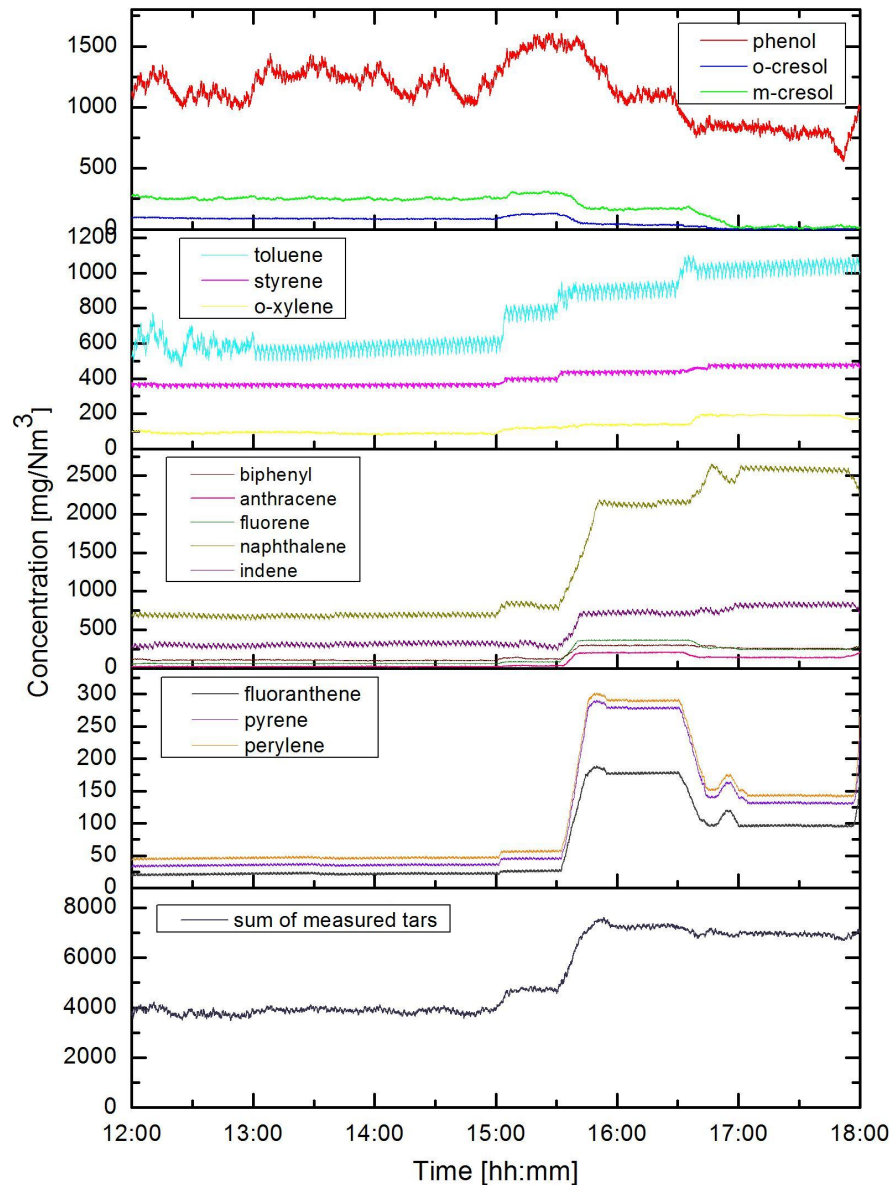 1500
1000
500
0
phenol
o-cresol
m-cresol
1200
1000
800
600
400
200
0
toluene
styrene
o-xylene
2500
2000
1500
1000
500
0
biphenyl
anthracene
fluorene
naphthalene
indene
300
250
200
150
100
50
0
fluoranthene
pyrene
perylene
8000
6000
4000
2000
0
sum of measured tars
Concentration [mg/Nm³]
12:00 13:00 14:00 15:00 16:00 17:00 18:00
Time [hh:mm]